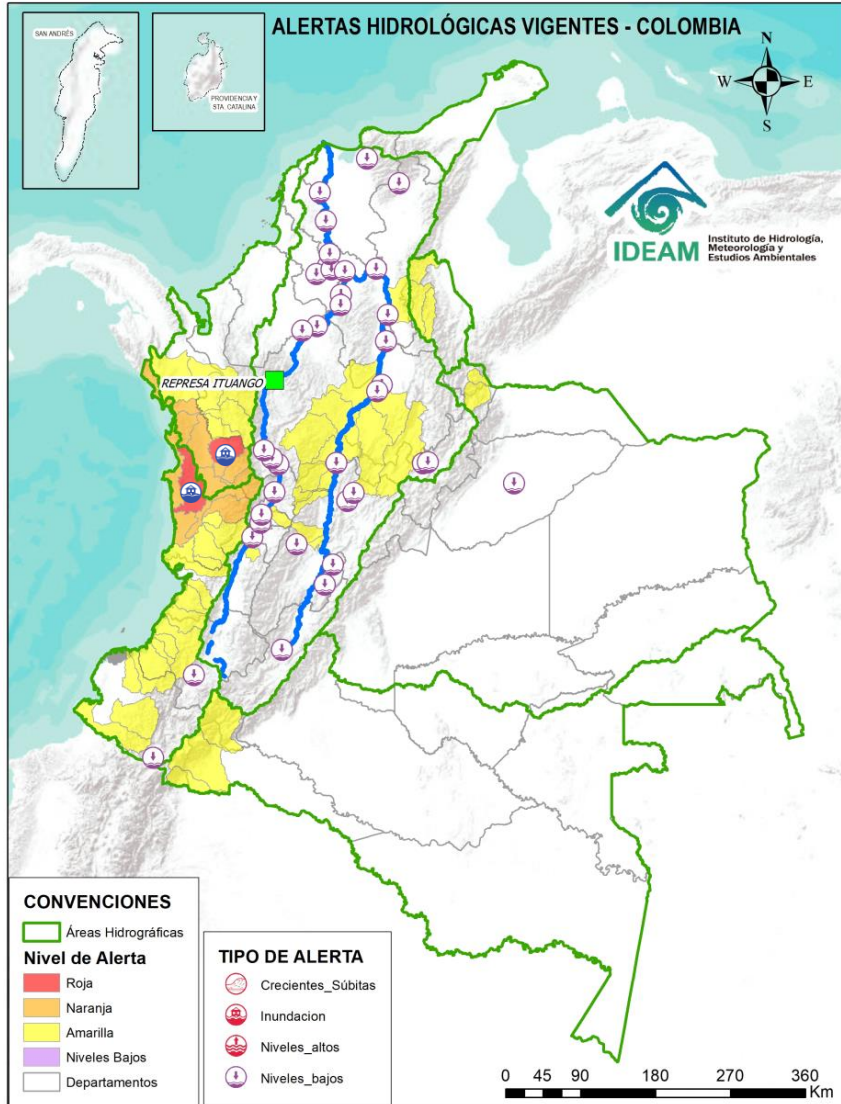 ALERTAS HIDROLÓGICAS VIGENTES - COLOMBIA
SAN ANDRÉS
PROVIDENCIA Y
STA. CATALINA
N
W
E
S
IDEAM
Instituto de Hidrología,
Meteorología y
Estudios Ambientales
REPRESA ITUANGO
CONVENCIONES
Áreas Hidrográficas
Nivel de Alerta
Roja
Naranja
Amarilla
Niveles Bajos
Departamentos
TIPO DE ALERTA
Crecientes_Súbitas
Inundacion
Niveles_altos
Niveles_bajos
0 45 90 180 270 360
Km